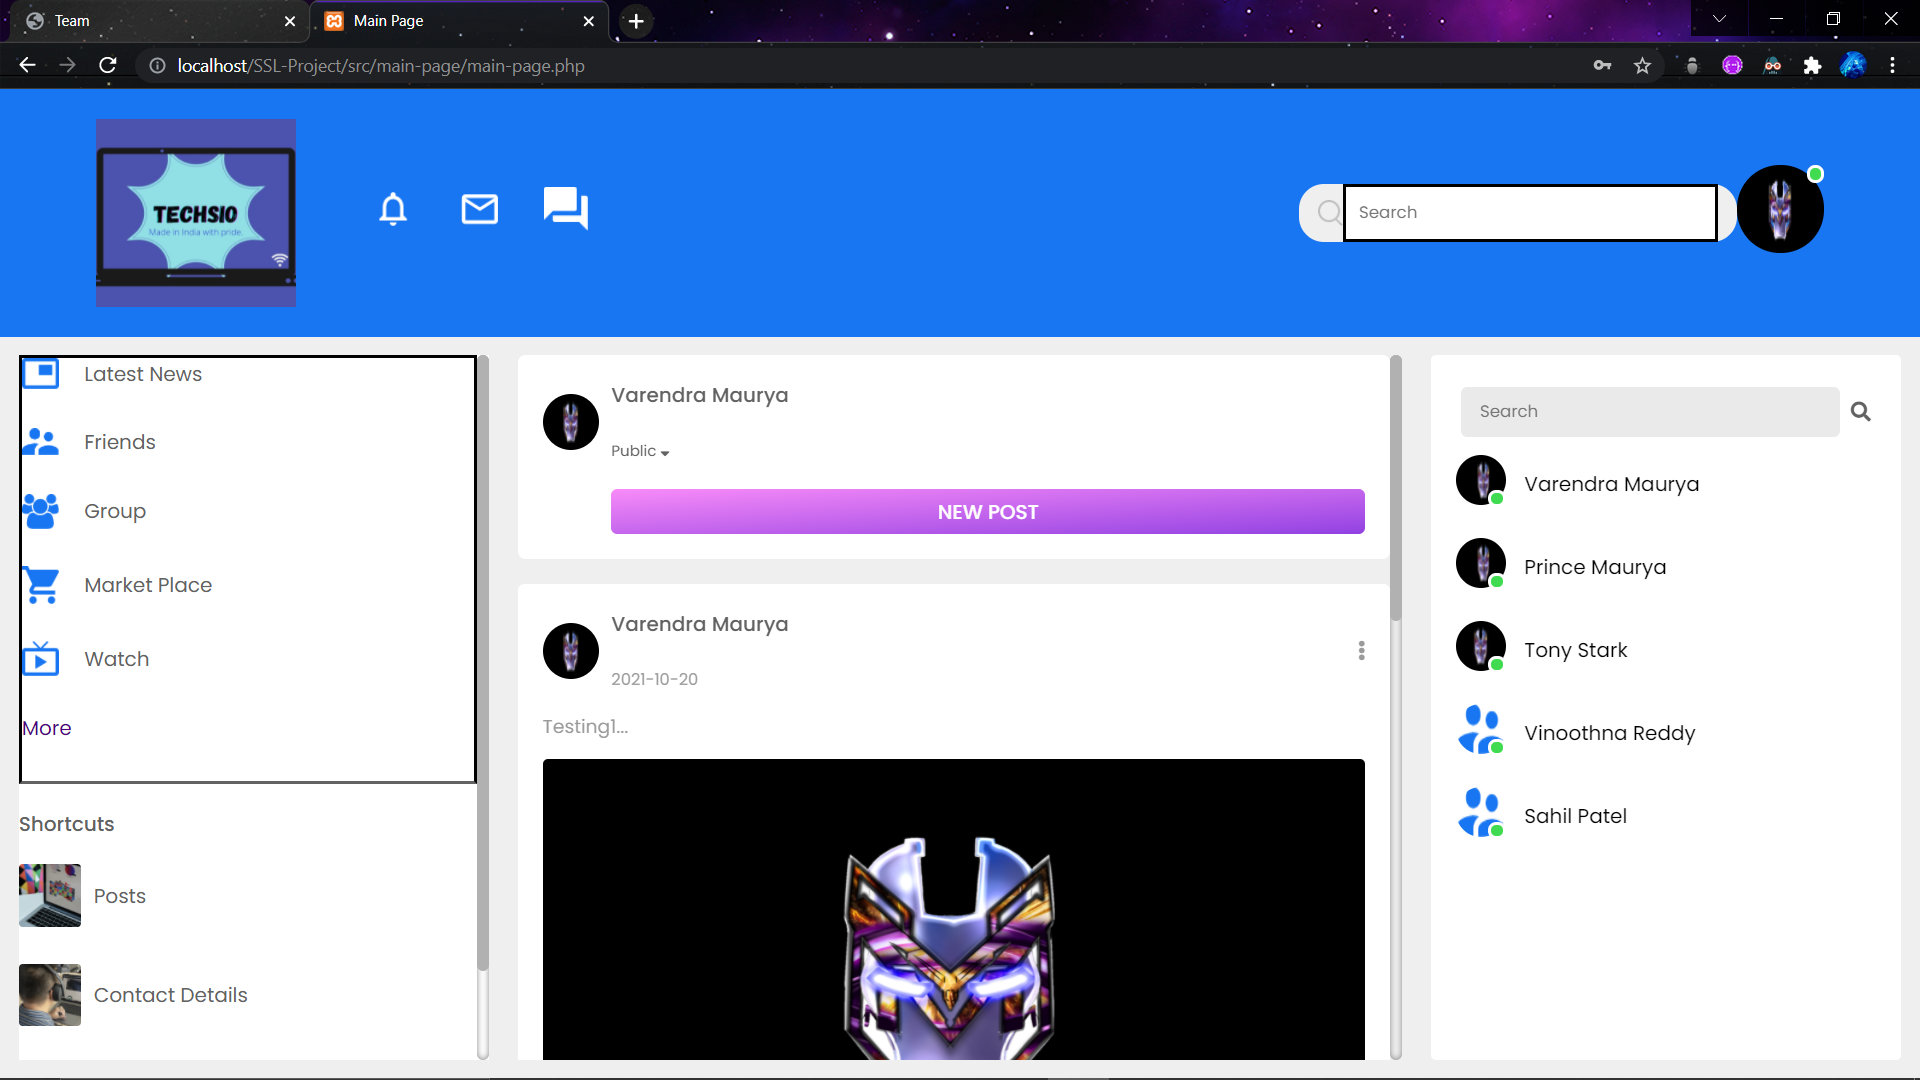 Team
Main Page
localhost/SSL-Project/src/main-page/main-page.php
TECHSIO
Made in India with pride.
Search
Latest News
Friends
Group
Market Place
Watch
More
Shortcuts
Posts
Contact Details
Varendra Maurya
Public
NEW POST
Varendra Maurya
2021-10-20
Testing1...
Search
Varendra Maurya
Prince Maurya
Tony Stark
Vinoothna Reddy
Sahil Patel